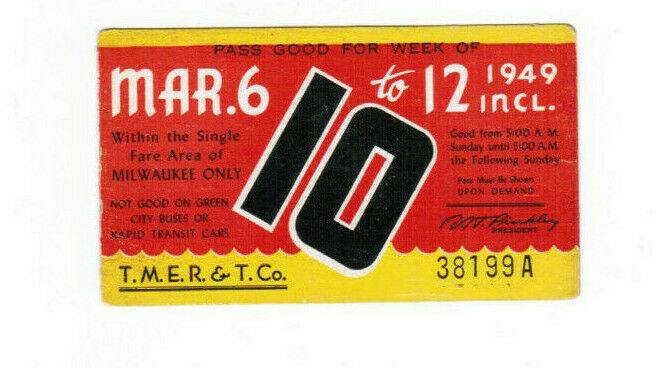 PASS GOOD FOR WEEK OF
MAR.6 to 12 1949 INCL.
10
Within the Single
Fare Area of
MILWAUKEE ONLY
NOT GOOD ON GREEN
CITY BUSES OR
RAPID TRANSIT CARS
Good from 5:00 A.M.
Sunday until 5:00 A.M.
the Following Sunday
Pass Must Be Shown
UPON DEMAND
PRESIDENT
T.M.E.R. & T. Co.
38199A